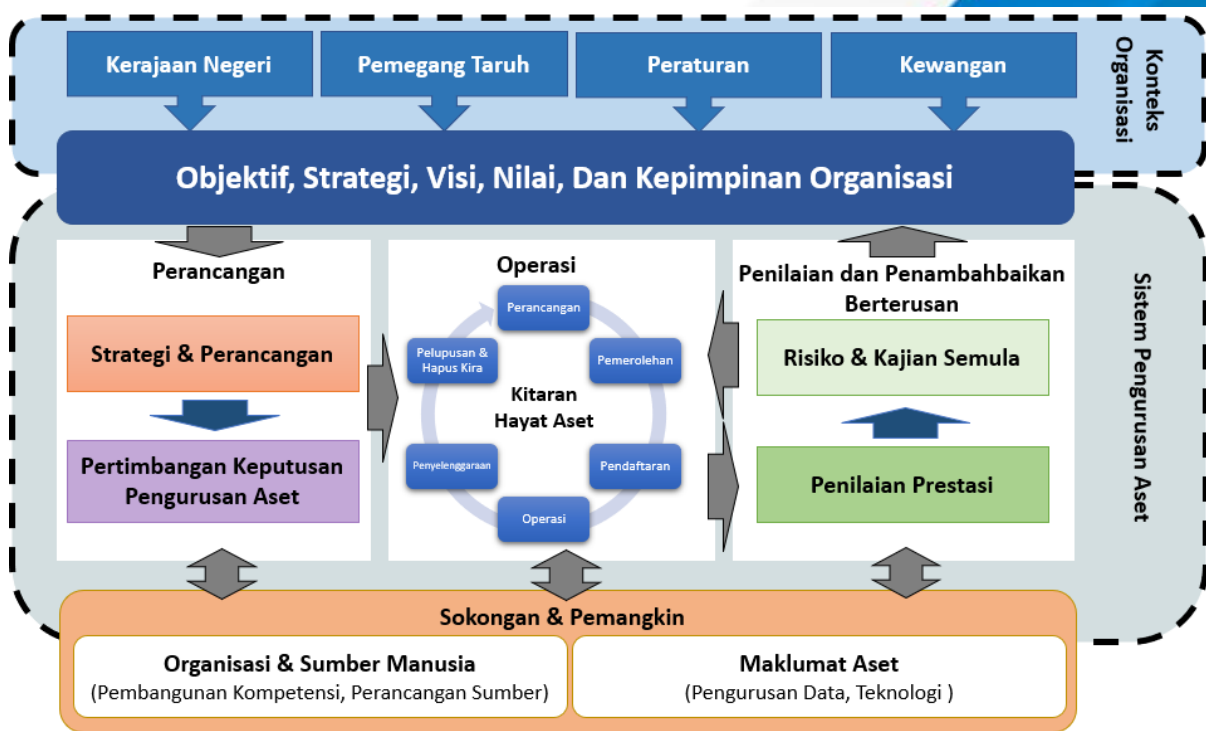 Kerajaan Negeri
Pemegang Taruh
Peraturan
Kewangan
Konteks
Organisasi
Objektif, Strategi, Visi, Nilai, Dan Kepimpinan Organisasi
Perancangan
Strategi & Perancangan
Pertimbangan Keputusan
Pengurusan Aset
Operasi
Perancangan
Pemerolehan
Pendaftaran
Operasi
Penyelenggaraan
Pelupusan &
Hapus Kira
Kitaran
Hayat Aset
Penilaian dan Penambahbaikan
Berterusan
Risiko & Kajian Semula
Penilaian Prestasi
Sistem Pengurusan Aset
Sokongan & Pemangkin
Organisasi & Sumber Manusia
(Pembangunan Kompetensi, Perancangan Sumber)
Maklumat Aset
(Pengurusan Data, Teknologi )